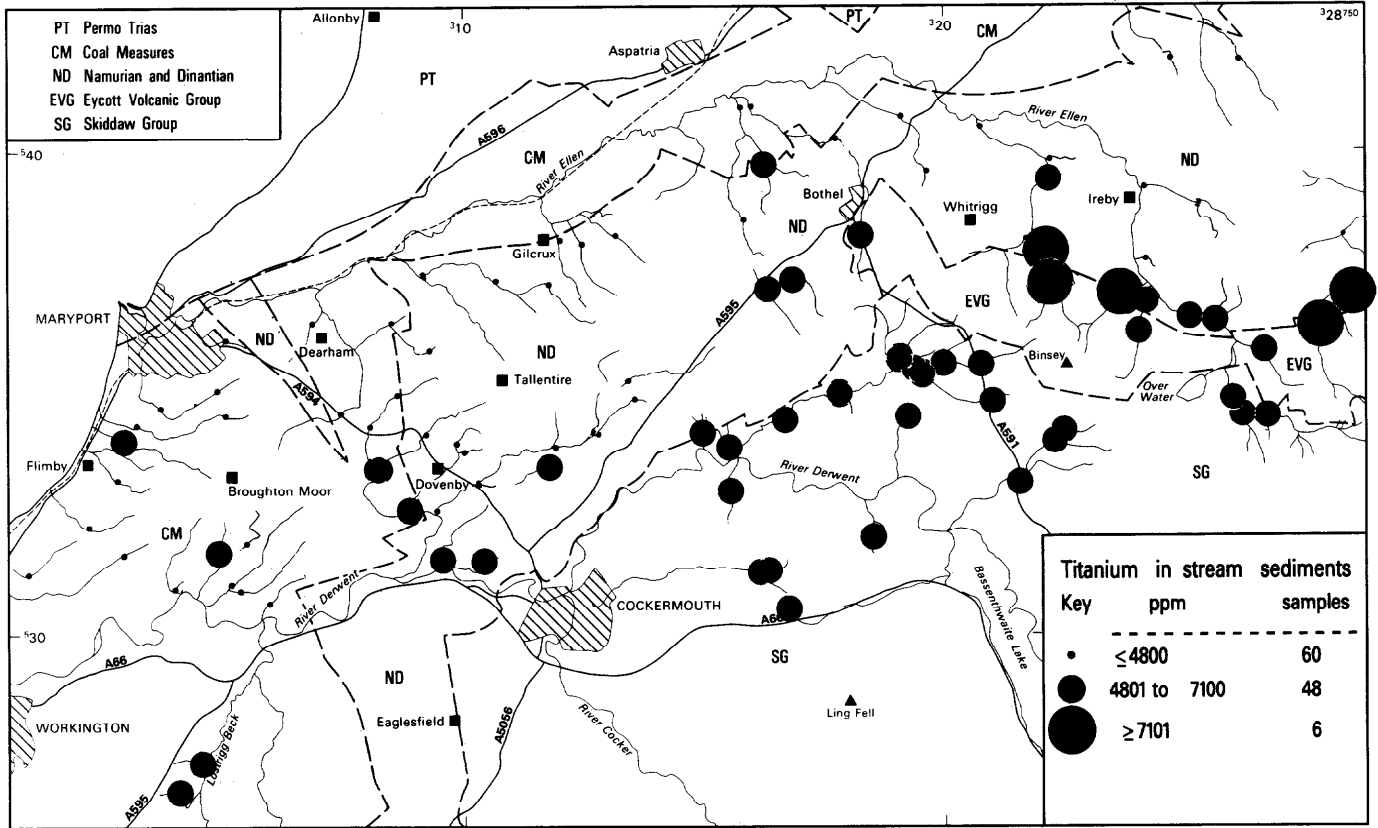 PT Permo Trias
CM Coal Measures
ND Namurian and Dinantian
EVG Eycott Volcanic Group
SG Skiddaw Group
Allonby
310
PT
320
328750
CM
Aspatria
PT
A596
River Ellen
540
CM
River Ellen
ND
Bothel
Whitrigg
Ireby
ND
Gilcrux
MARYPORT
A595
EVG
ND
Dearham
ND
Binsey
EVG
Tallentire
Over
Water
A594
A591
Flimby
Dovenby
River Derwent
SG
Broughton Moor
CM
River Derwent
COCKERMOUTH
Bassenthwaite Lake
A66
530
A66
SG
ND
WORKINGTON
Lostrigg Beck
Eaglesfield
A5056
River Cocker
Ling Fell
A595
Titanium in stream sediments
Key ppm samples
≤4800 60
4801 to 7100 48
≥7101 6